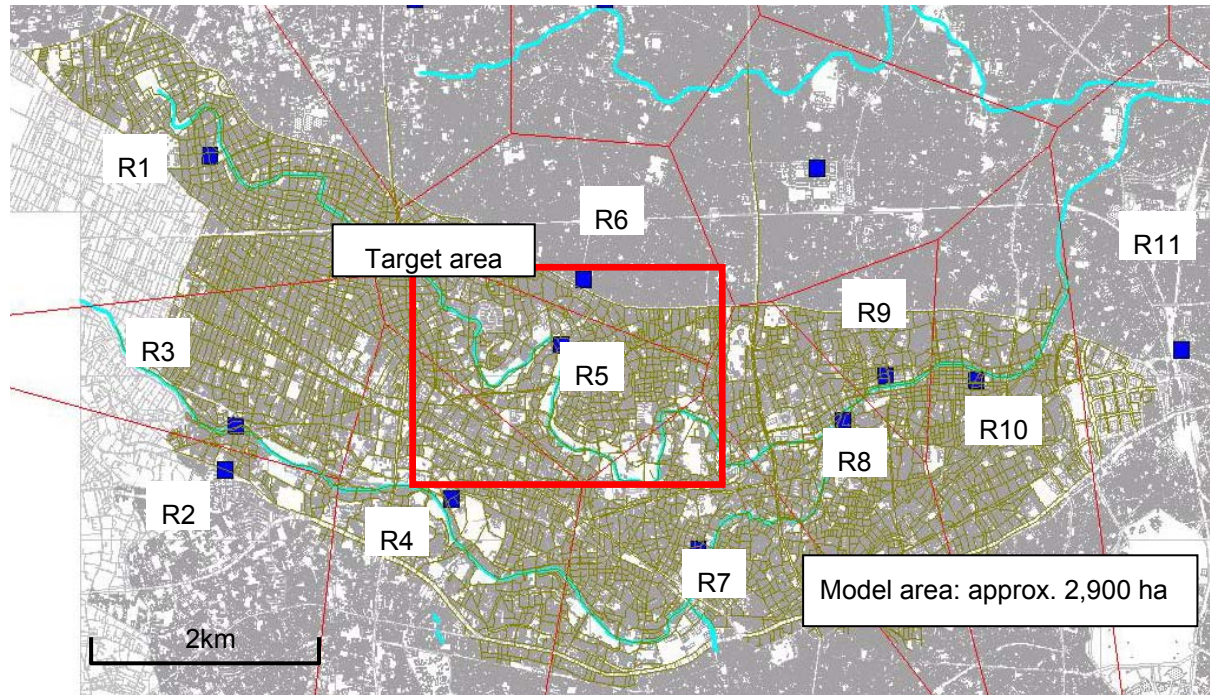 R1
R6
R11
Target area
R9
R3
R5
R10
R8
R2
R4
R7
Model area: approx. 2,900 ha
2km